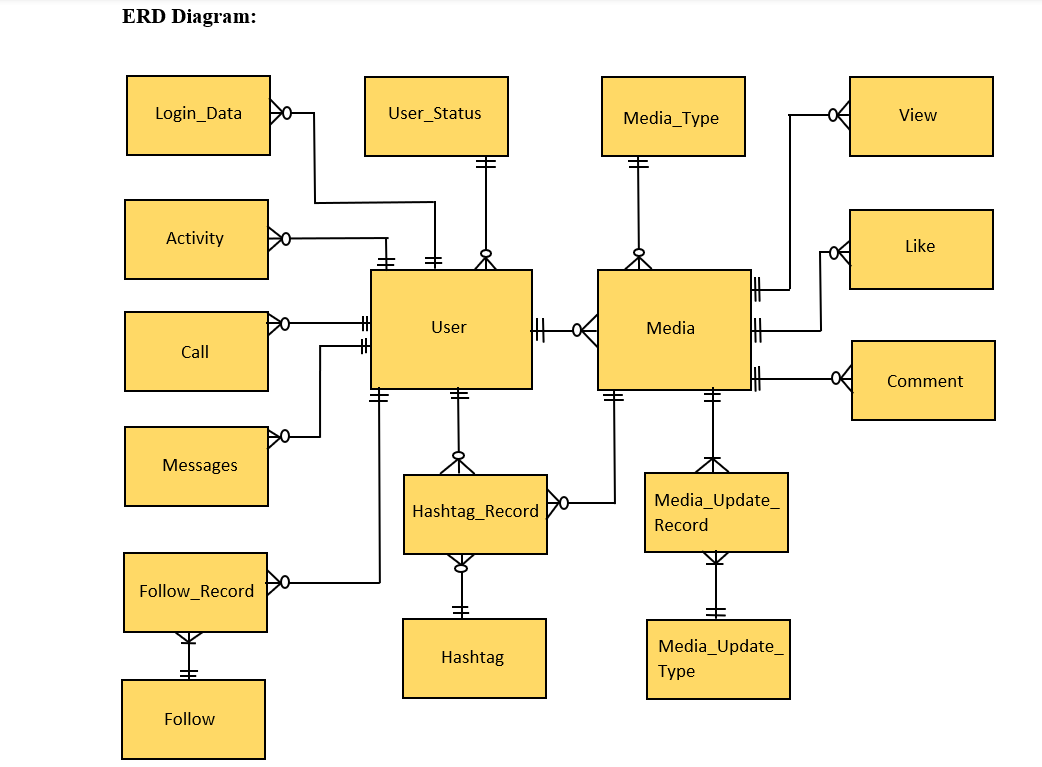 ERD Diagram:
Login_Data
User_Status
Media_Type
View
Activity
Like
User
Media
Call
Comment
Messages
Hashtag_Record
Media_Update_
Record
Follow_Record
Hashtag
Media_Update_
Type
Follow